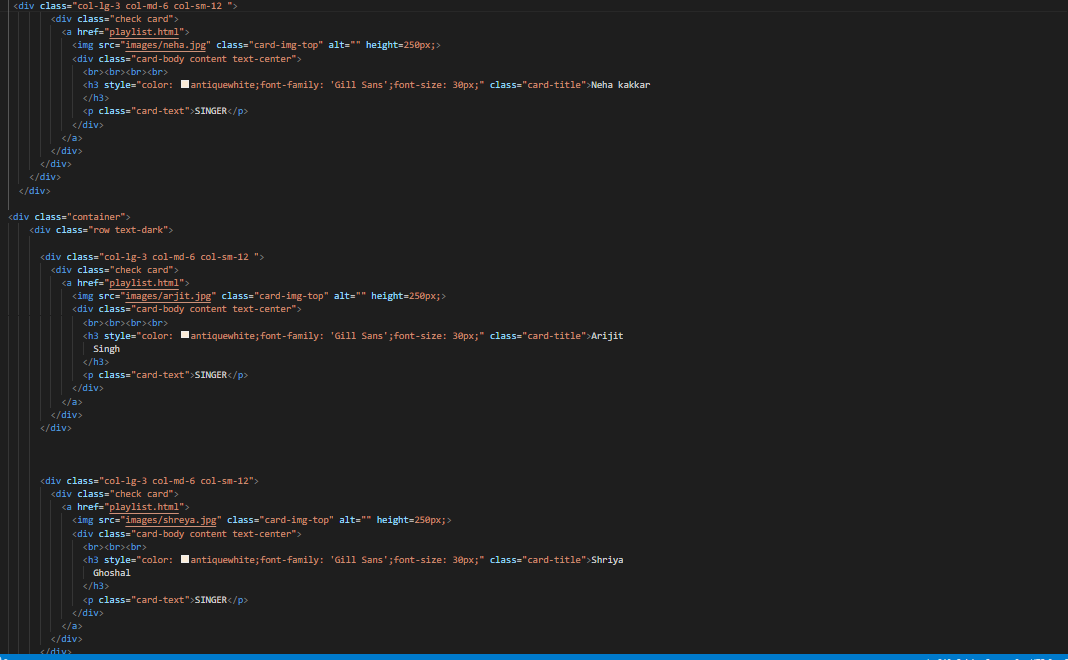 <div class="col-lg-3 col-md-6 col-sm-12 ">
<div class="check card">
<a href="playlist.html">
<img src="images/neha.jpg" class="card-img-top" alt="" height=250px;>
<div class="card-body content text-center">
<br><br><br><br>
<h3 style="color: antiquewhite;font-family: 'Gill Sans';font-size: 30px;" class="card-title">Neha kakkar
</h3>
<p class="card-text">SINGER</p>
</div>
</a>
</div>
</div>
</div>
</div>
<div class="container">
<div class="row text-dark">
<div class="col-lg-3 col-md-6 col-sm-12 ">
<div class="check card">
<a href="playlist.html">
<img src="images/arjit.jpg" class="card-img-top" alt="" height=250px;>
<div class="card-body content text-center">
<br><br><br><br>
<h3 style="color: antiquewhite;font-family: 'Gill Sans';font-size: 30px;" class="card-title">Arijit
Singh
</h3>
<p class="card-text">SINGER</p>
</div>
</a>
</div>
</div>
<div class="col-lg-3 col-md-6 col-sm-12">
<div class="check card">
<a href="playlist.html">
<img src="images/shreya.jpg" class="card-img-top" alt="" height=250px;>
<div class="card-body content text-center">
<br><br><br>
<h3 style="color: antiquewhite;font-family: 'Gill Sans';font-size: 30px;" class="card-title">Shriya
Ghoshal
</h3>
<p class="card-text">SINGER</p>
</div>
</a>
</div>
</div>